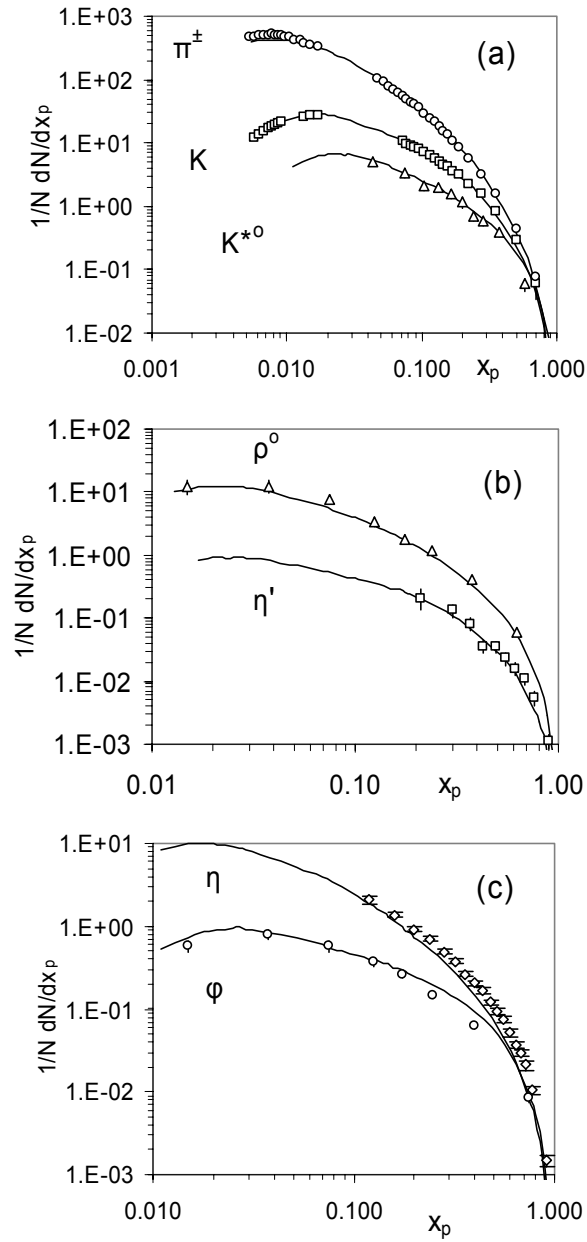 1.E+03
1.E+02
1.E+01
1.E+00
1.E-01
1.E-02
1/N dN/dxp
π±
K
K*o
(a)
0.001 0.010 0.100 xp 1.000
1.E+02
1.E+01
1.E+00
1.E-01
1.E-02
1.E-03
1/N dN/dxp
ρo
η'
(b)
0.01 0.10 xp 1.00
1.E+01
1.E+00
1.E-01
1.E-02
1.E-03
1/N dN/dxp
η
φ
(c)
0.010 0.100 1.000
xp